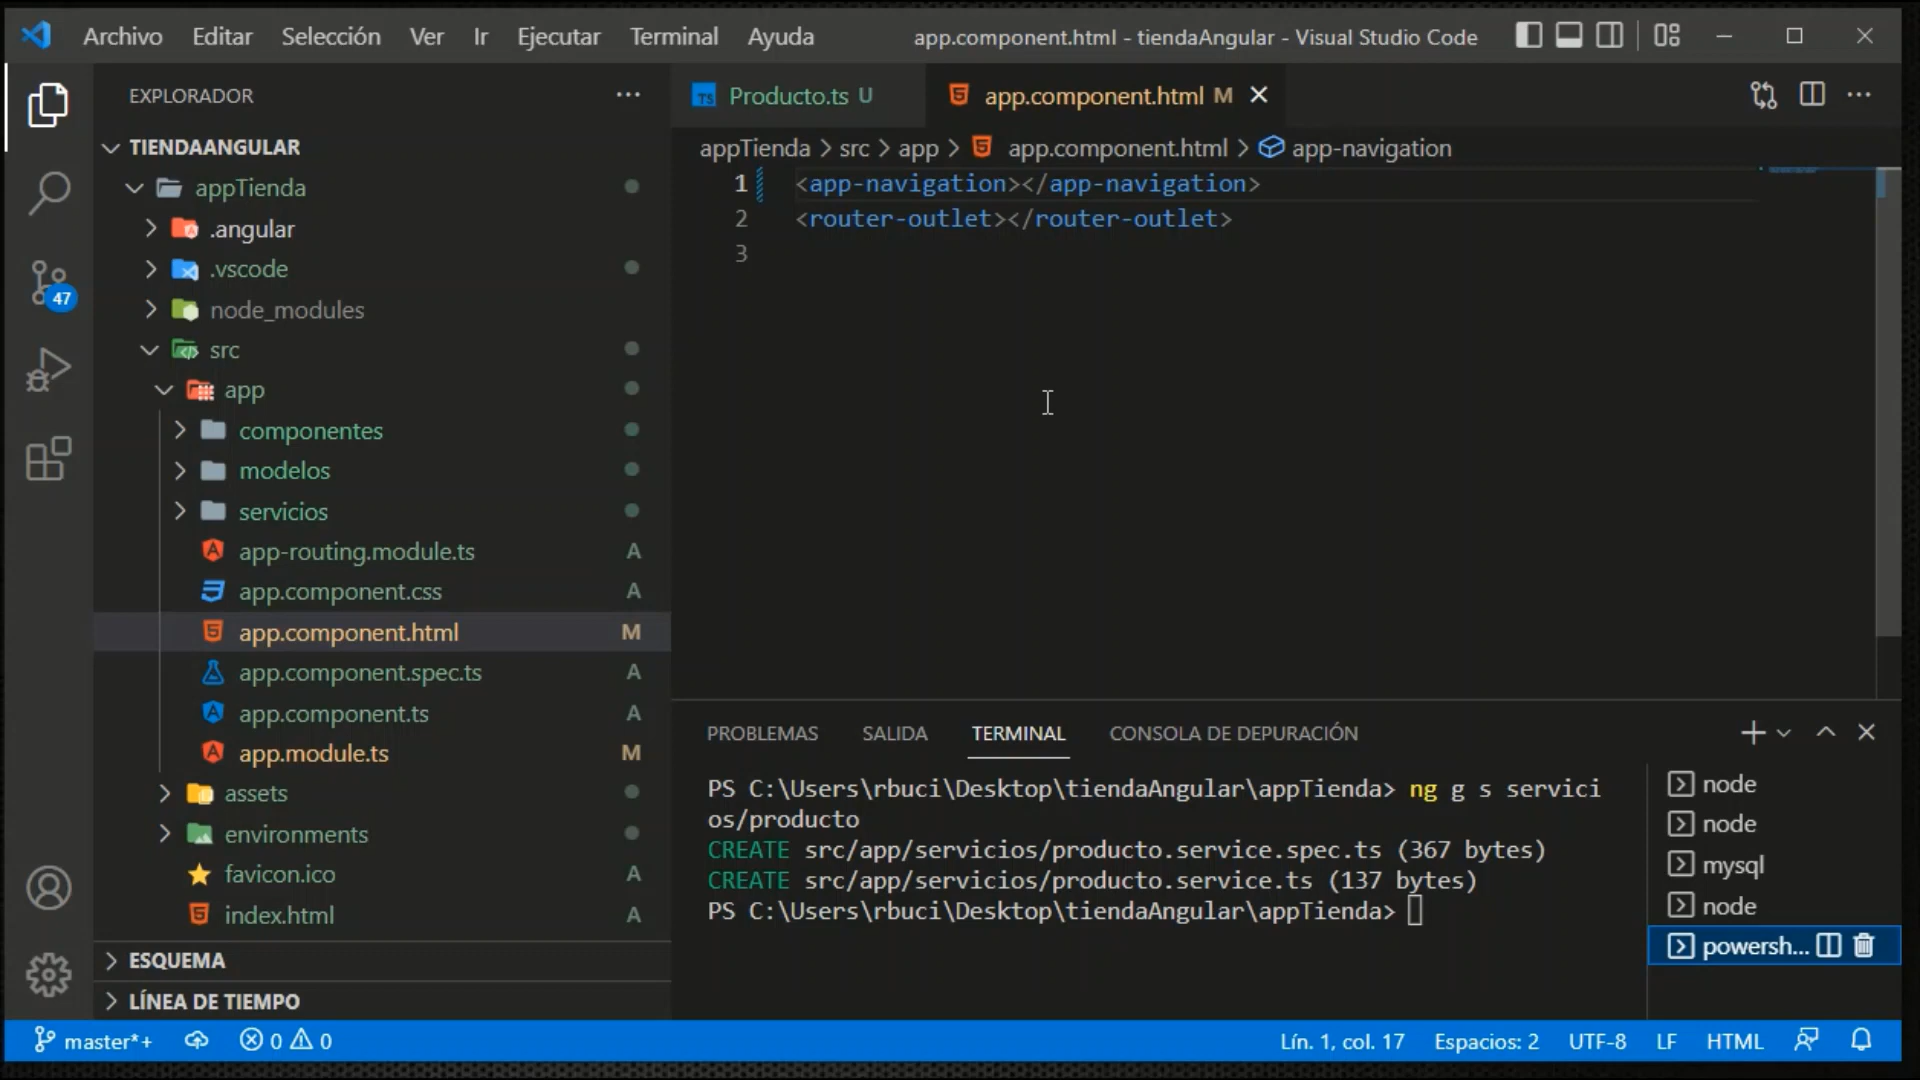 Archivo Editar Selección Ver Ir Ejecutar Terminal Ayuda app.component.html - tiendaAngular - Visual Studio Code
EXPLORADOR
TIENDAANGULAR
appTienda
.angular
.vscode
node_modules
src
app
componentes
modelos
servicios
app-routing.module.ts A
app.component.css A
app.component.html M
app.component.spec.ts A
app.component.ts A
app.module.ts M
assets
environments
favicon.ico A
index.html A
ESQUEMA
LÍNEA DE TIEMPO
47
TS Producto.ts U app.component.html M
appTienda > src > app > app.component.html > app-navigation
1 <app-navigation></app-navigation>
2 <router-outlet></router-outlet>
3
PROBLEMAS SALIDA TERMINAL CONSOLA DE DEPURACIÓN
PS C:\Users\rbuci\Desktop\tiendaAngular\appTienda> ng g s servici
os/producto
CREATE src/app/servicios/producto.service.spec.ts (367 bytes)
CREATE src/app/servicios/producto.service.ts (137 bytes)
PS C:\Users\rbuci\Desktop\tiendaAngular\appTienda>
node
node
mysql
node
powersh...
master*+ 0 0 Lín. 1, col. 17 Espacios: 2 UTF-8 LF HTML